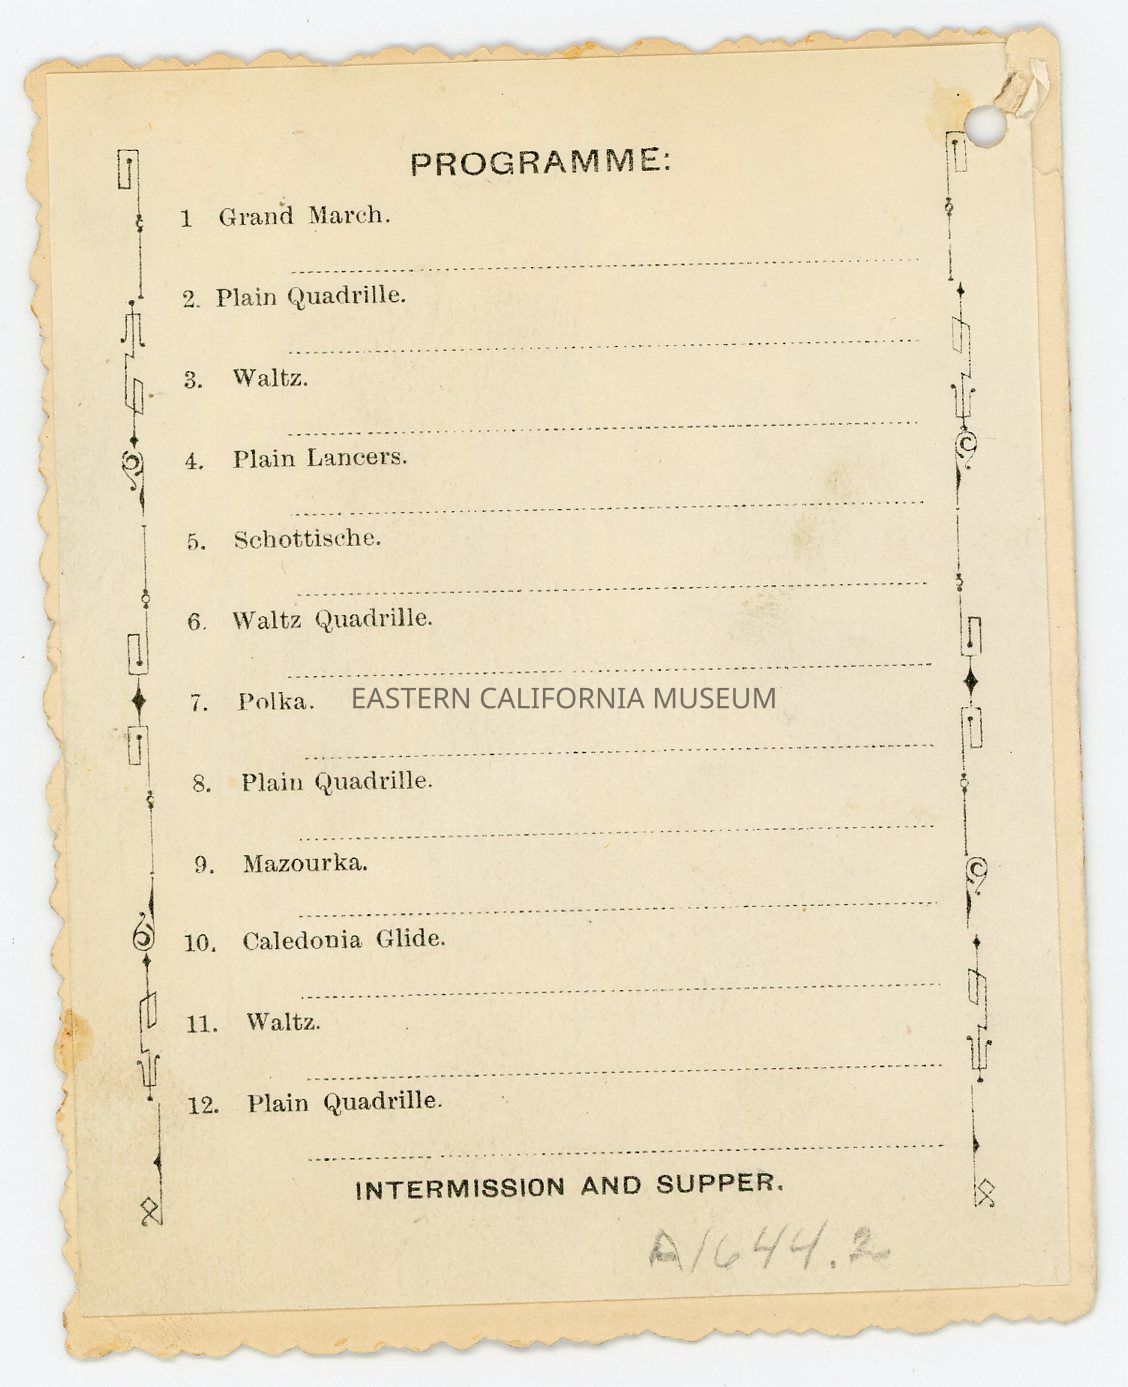 PROGRAMME:
1 Grand March.
2. Plain Quadrille.
3. Waltz.
4. Plain Lancers.
5. Schottische.
6. Waltz Quadrille.
7. Polka.
EASTERN CALIFORNIA MUSEUM
8. Plain Quadrille.
9. Mazourka.
10. Caledonia Glide.
11. Waltz.
12. Plain Quadrille.
INTERMISSION AND SUPPER.
A1644.2